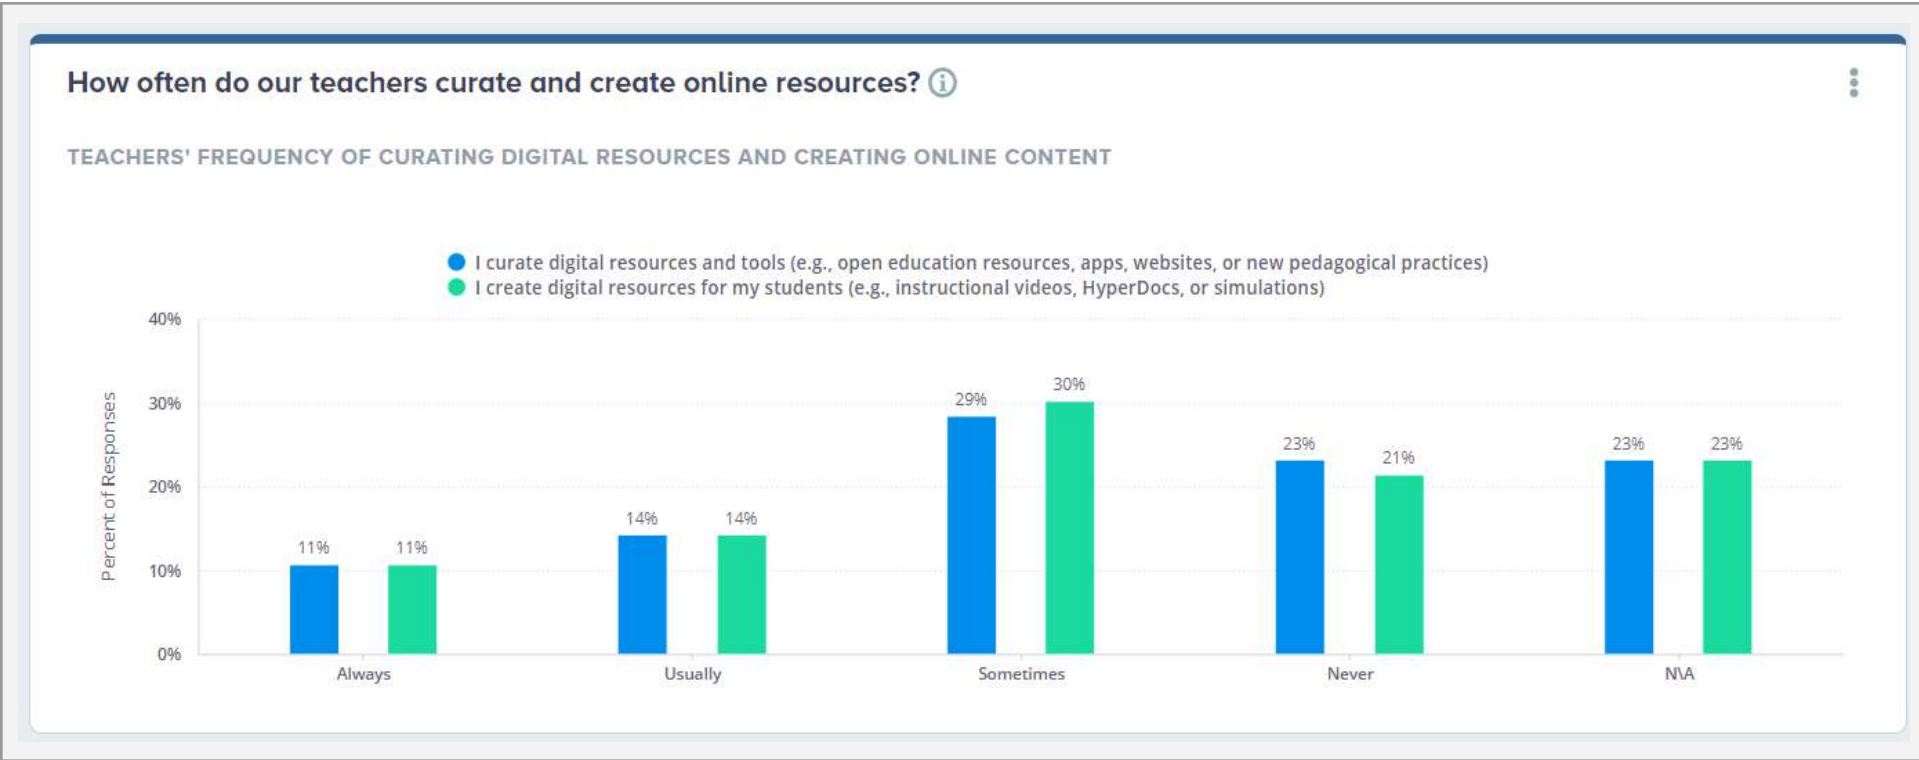 How often do our teachers curate and create online resources?
TEACHERS' FREQUENCY OF CURATING DIGITAL RESOURCES AND CREATING ONLINE CONTENT
I curate digital resources and tools (e.g., open education resources, apps, websites, or new pedagogical practices)
I create digital resources for my students (e.g., instructional videos, HyperDocs, or simulations)
Percent of Responses
40%
30%
20%
10%
0%
11% 11%
14% 14%
29% 30%
23% 21%
23% 23%
Always Usually Sometimes Never N\A